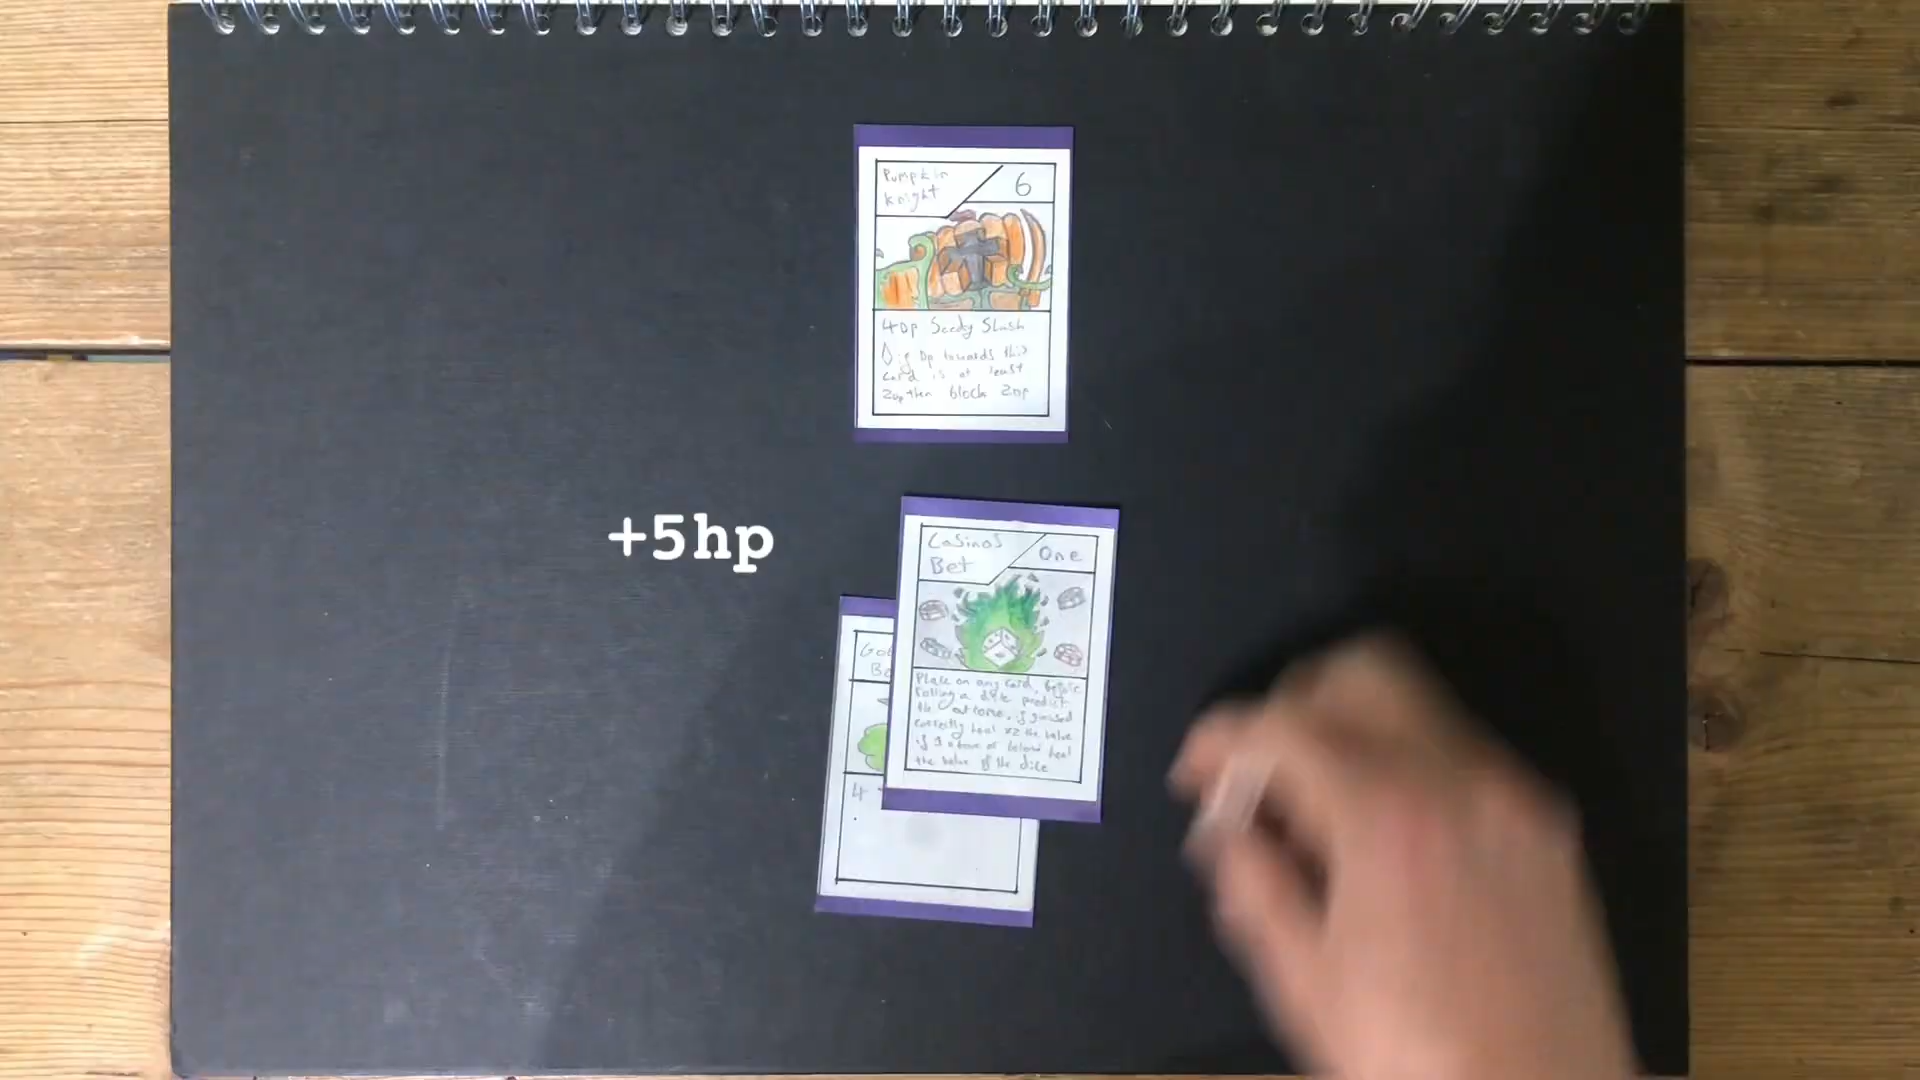 Pumpkin
Knight
6
4Dp Seedy Slash
if Dp towards this
card is at least
2Dp then block 2Dp
+5hp
Casinos
Bet
One
Place on any card, before
rolling a dice predict
the outcome, if guessed
correctly heal x2 the value
if 1 above or below heal
the value of the dice
4